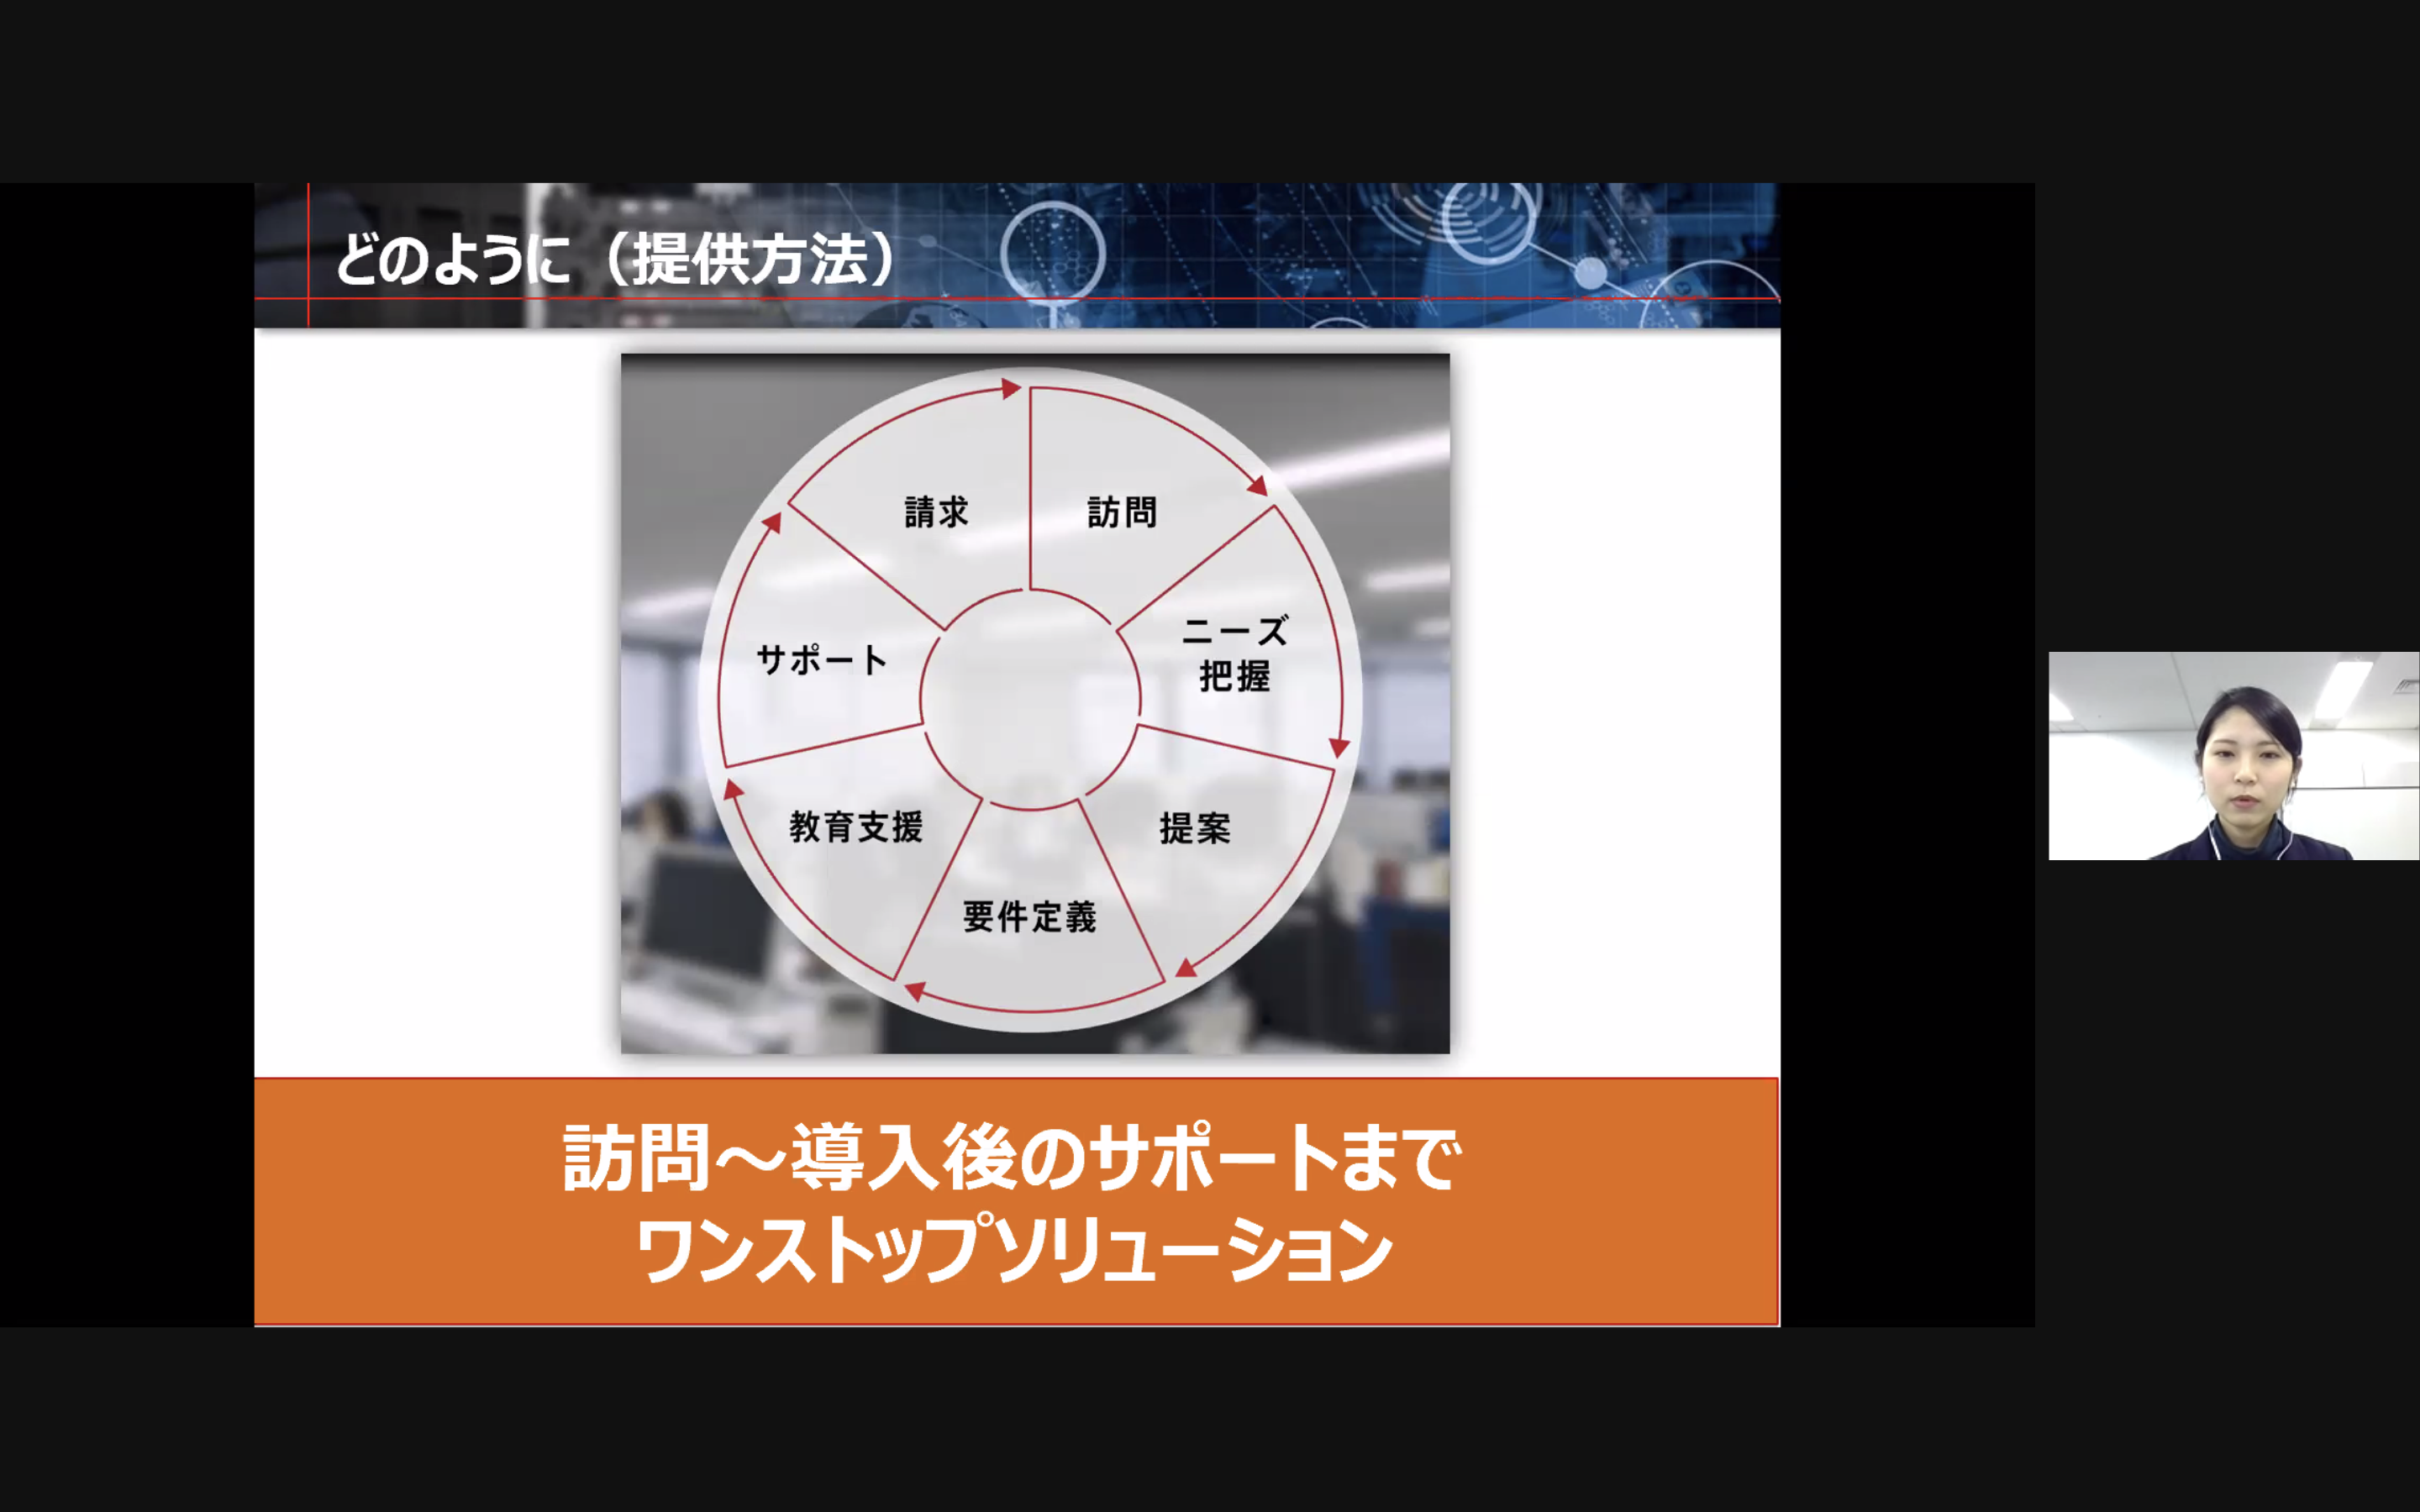 どのように（提供方法）
訪問
ニーズ
把握
提案
要件定義
教育支援
サポート
請求
訪問～導入後のサポートまで
ワンストップソリューション